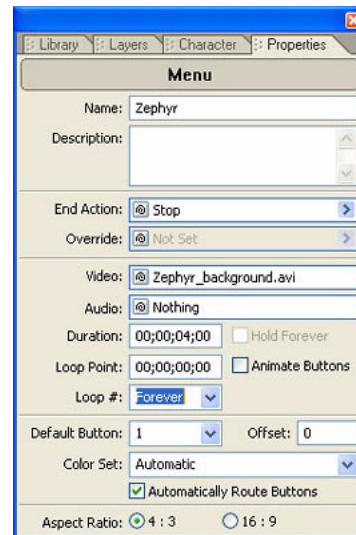 Library Layers Character Properties
Menu
Name: Zephyr
Description:
End Action: Stop
Override: Not Set
Video: Zephyr_background.avi
Audio: Nothing
Duration: 00;00;04;00 Hold Forever
Loop Point: 00;00;00;00 Animate Buttons
Loop #: Forever
Default Button: 1 Offset: 0
Color Set: Automatic
Automatically Route Buttons
Aspect Ratio: 4 : 3 16 : 9